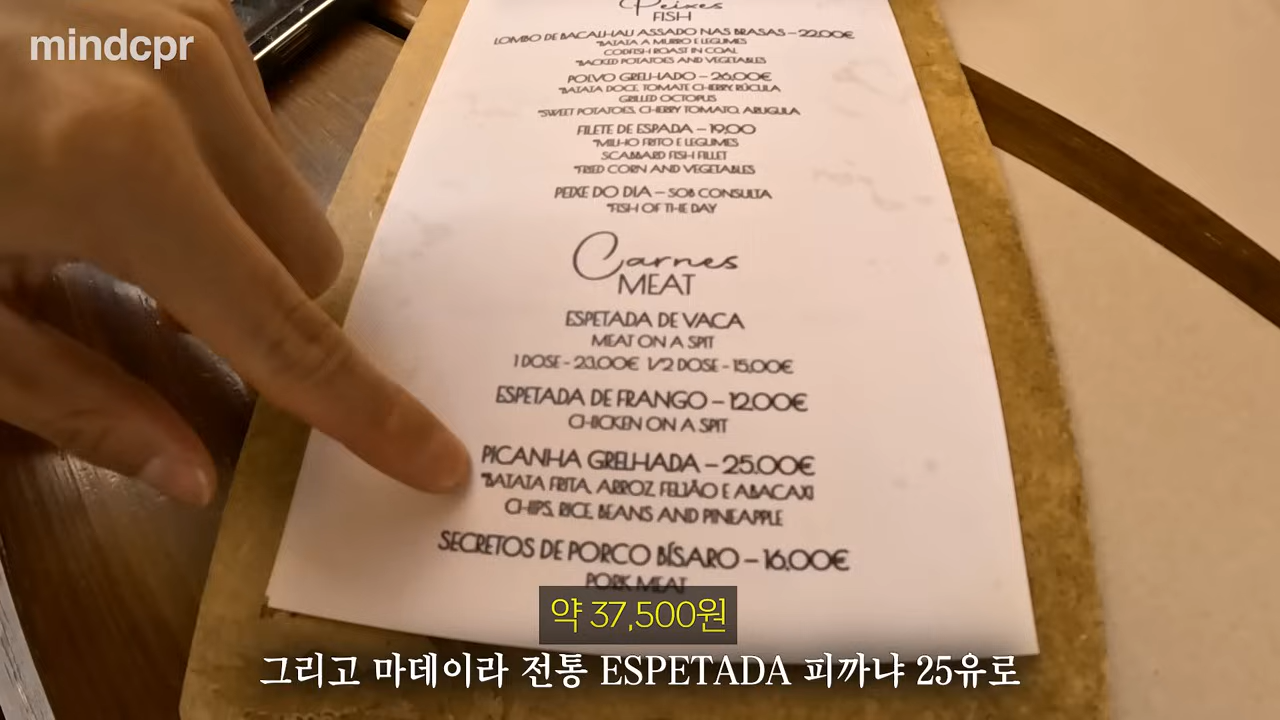 mindcpr
Peixes
FISH
LOMBO DE BACALHAU ASSADO NAS BRASAS – 22,00€
*BATATA A MURRO E LEGUMES
CODFISH ROAST IN COAL
*BACKED POTATOES AND VEGETABLES
POLVO GRELHADO – 26,00€
*BATATA DOCE, TOMATE CHERRY, RÚCULA
GRILLED OCTOPUS
*SWEET POTATOES, CHERRY TOMATO, ARUGULA
FILETE DE ESPADA – 19,00
*MILHO FRITO E LEGUMES
SCABBARD FISH FILLET
*FRIED CORN AND VEGETABLES
PEIXE DO DIA – SOB CONSULTA
*FISH OF THE DAY
Carnes
MEAT
ESPETADA DE VACA
MEAT ON A SPIT
1 DOSE - 23,00€ 1/2 DOSE - 15,00€
ESPETADA DE FRANGO – 12,00€
CHICKEN ON A SPIT
PICANHA GRELHADA – 25,00€
*BATATA FRITA, ARROZ, FEIJÃO E ABACAXI
CHIPS, RICE, BEANS AND PINEAPPLE
SECRETOS DE PORCO BÍSARO – 16,00€
PORK MEAT
약 37,500원
그리고 마데이라 전통 ESPETADA 피까냐 25유로